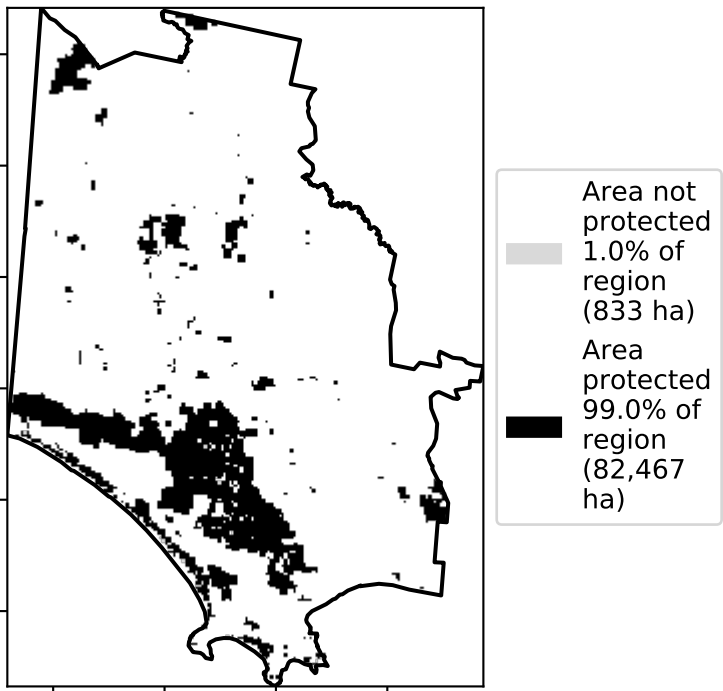 Area not
protected
1.0% of
region
(833 ha)
Area
protected
99.0% of
region
(82,467
ha)